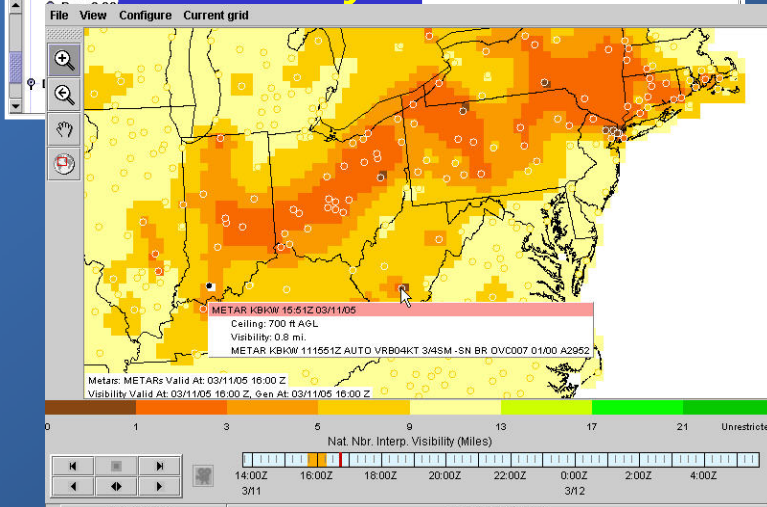 File View Configure Current grid
METAR KBKW 15:51Z 03/11/05
Ceiling: 700 ft AGL
Visibility: 0.8 mi.
METAR KBKW 111551Z AUTO VRB04KT 3/4SM -SN BR OVC007 01/00 A2952
Metars: METARs Valid At: 03/11/05 16:00 Z
Visibility Valid At: 03/11/05 16:00 Z, Gen At: 03/11/05 16:00 Z
0 1 3 5 9 13 17 21 Unrestricte
Nat. Nbr. Interp. Visibility (Miles)
14:00Z 16:00Z 18:00Z 20:00Z 22:00Z 0:00Z 2:00Z 4:00Z
3/11 3/12